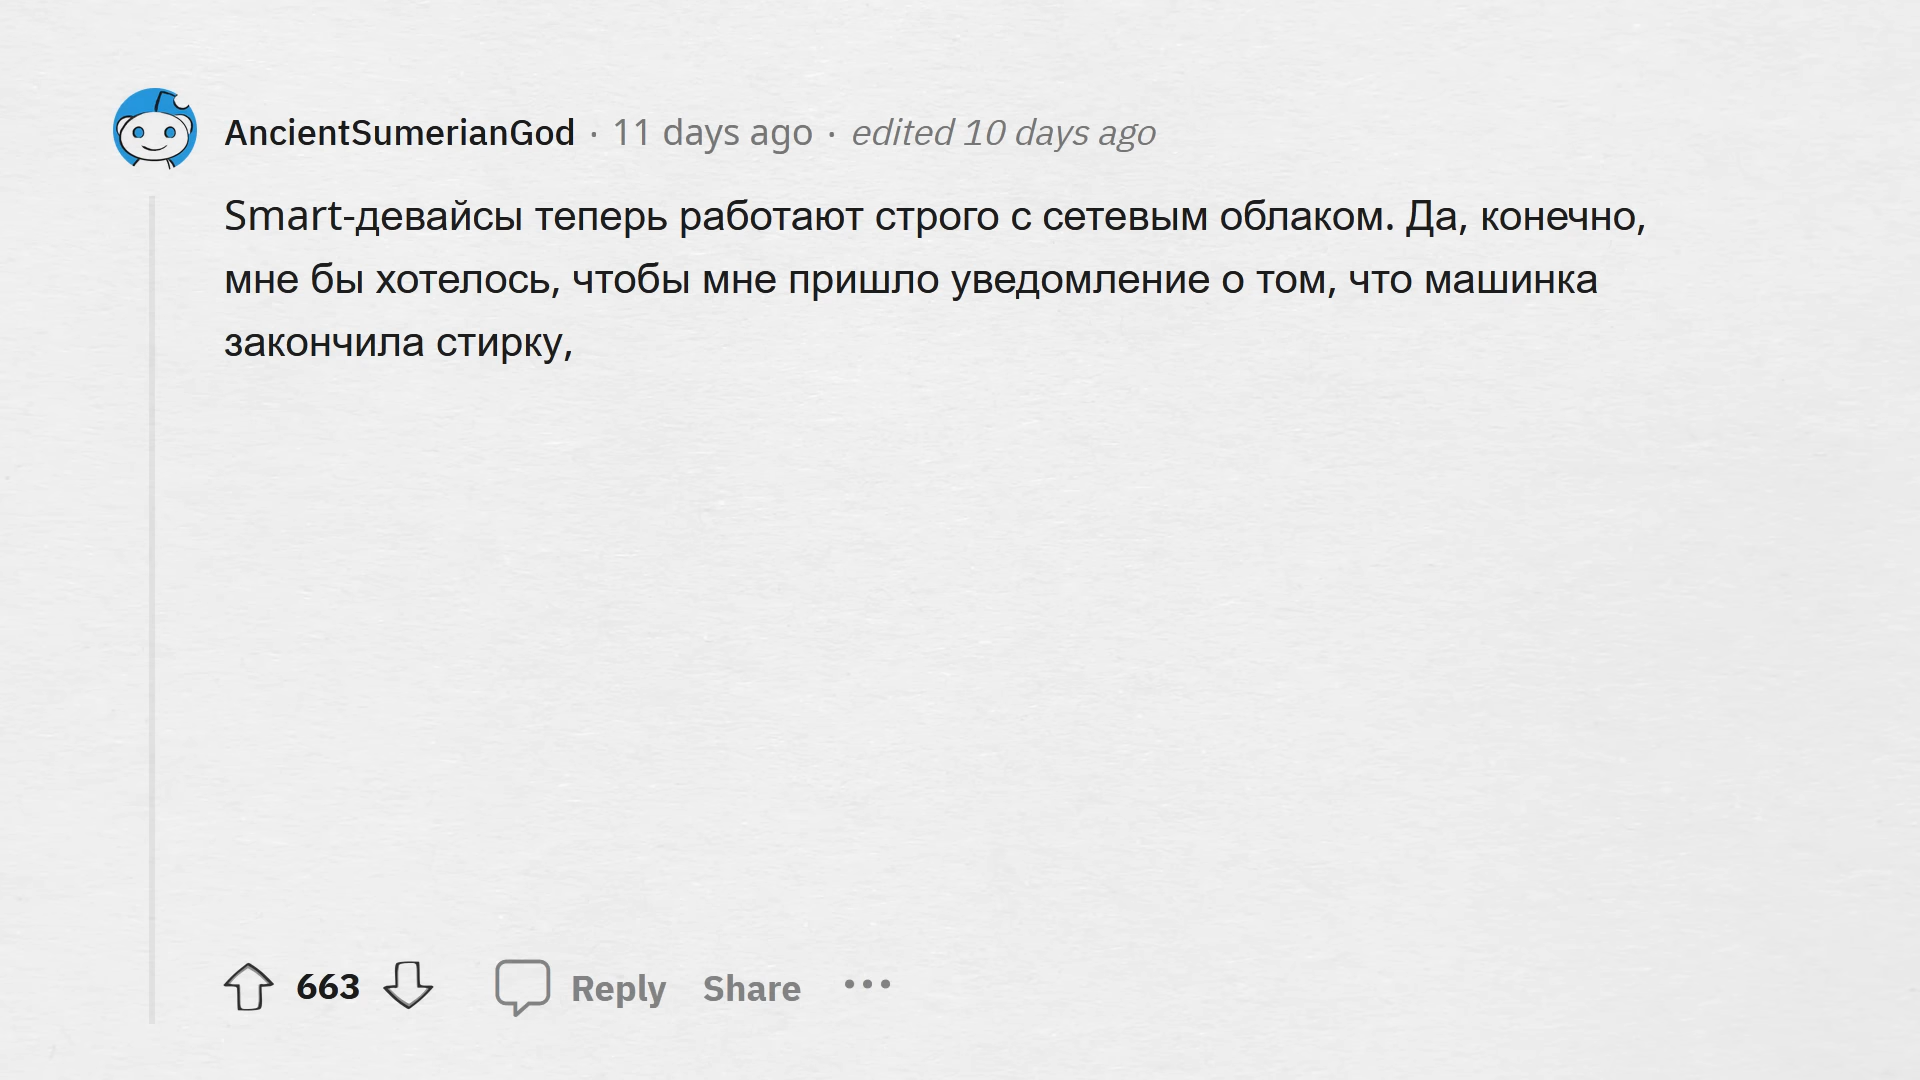 AncientSumerianGod · 11 days ago · edited 10 days ago
Smart-девайсы теперь работают строго с сетевым облаком. Да, конечно,
мне бы хотелось, чтобы мне пришло уведомление о том, что машинка
закончила стирку,
663 Reply Share